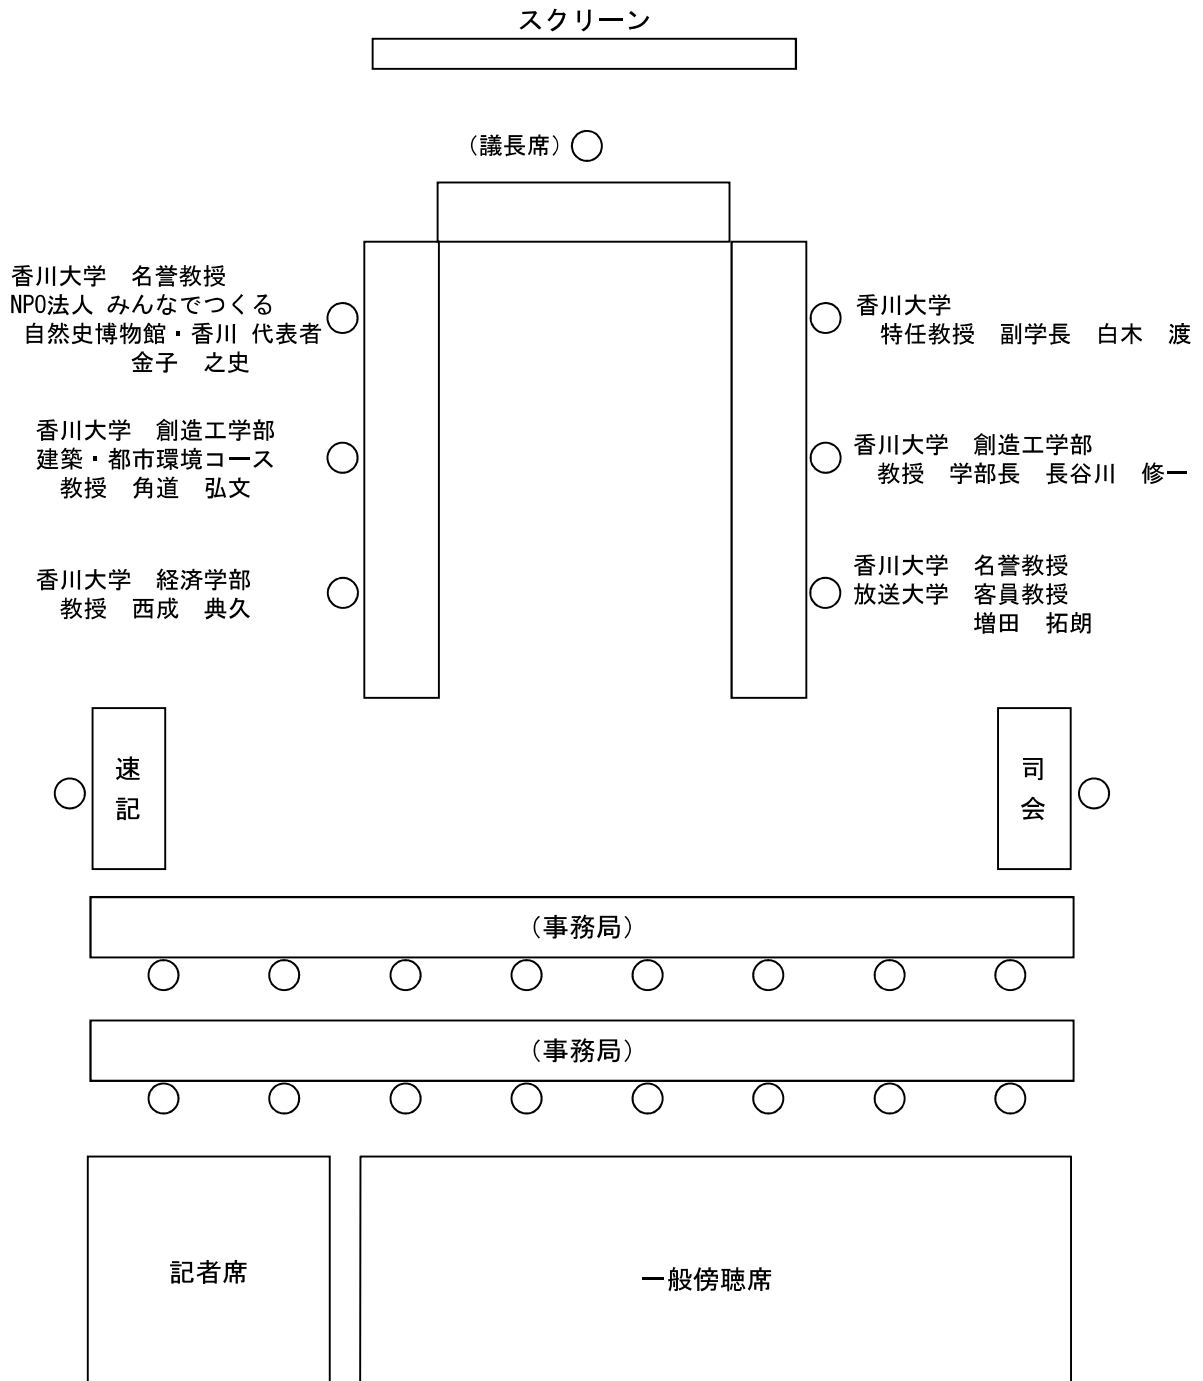 スクリーン
（議長席）
香川大学　名誉教授
NPO法人 みんなでつくる
自然史博物館・香川 代表者
金子　之史
香川大学　創造工学部
建築・都市環境コース
教授　角道　弘文
香川大学　経済学部
教授　西成　典久
香川大学
特任教授　副学長　白木　渡
香川大学　創造工学部
教授　学部長　長谷川　修一
香川大学　名誉教授
放送大学　客員教授
増田　拓朗
速記
司会
（事務局）
（事務局）
記者席
一般傍聴席